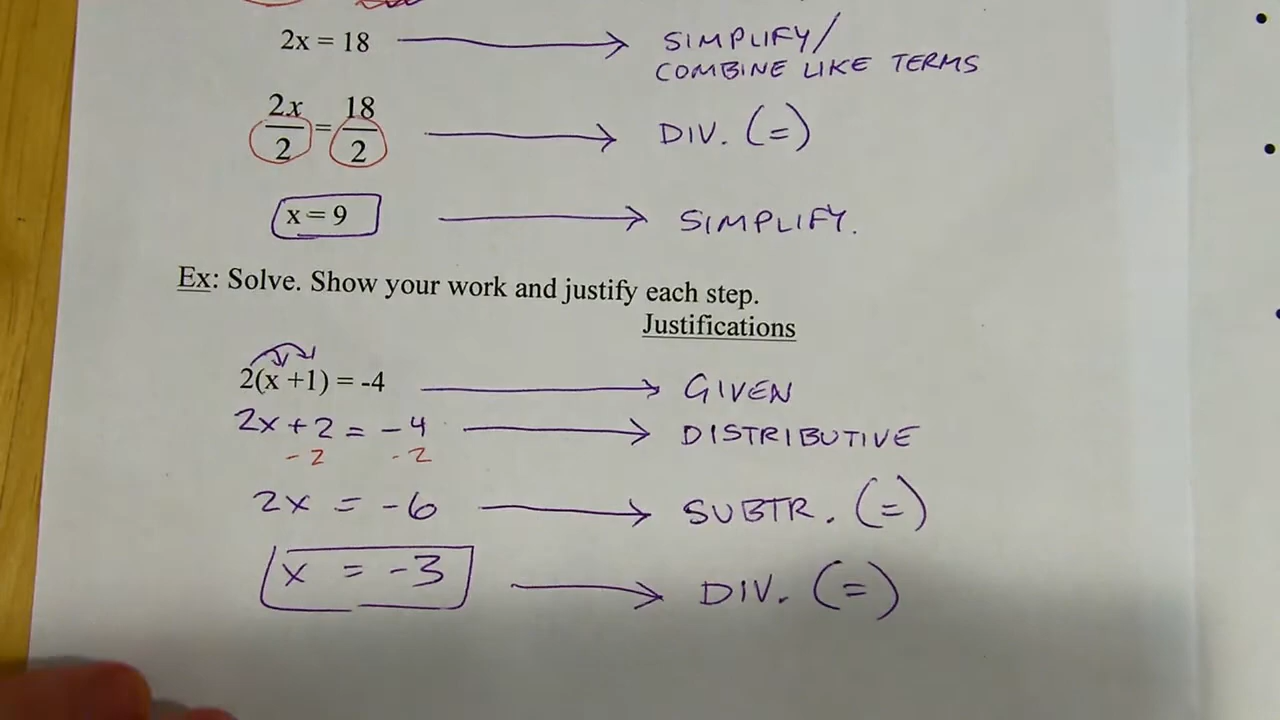 2x = 18 SIMPLIFY/
COMBINE LIKE TERMS
2x/2 = 18/2 DIV. (=)
x = 9 SIMPLIFY.
Ex: Solve. Show your work and justify each step.
Justifications
2(x +1) = -4 GIVEN
2x + 2 = -4 DISTRIBUTIVE
-2 -2
2x = -6 SUBTR. (=)
x = -3 DIV. (=)